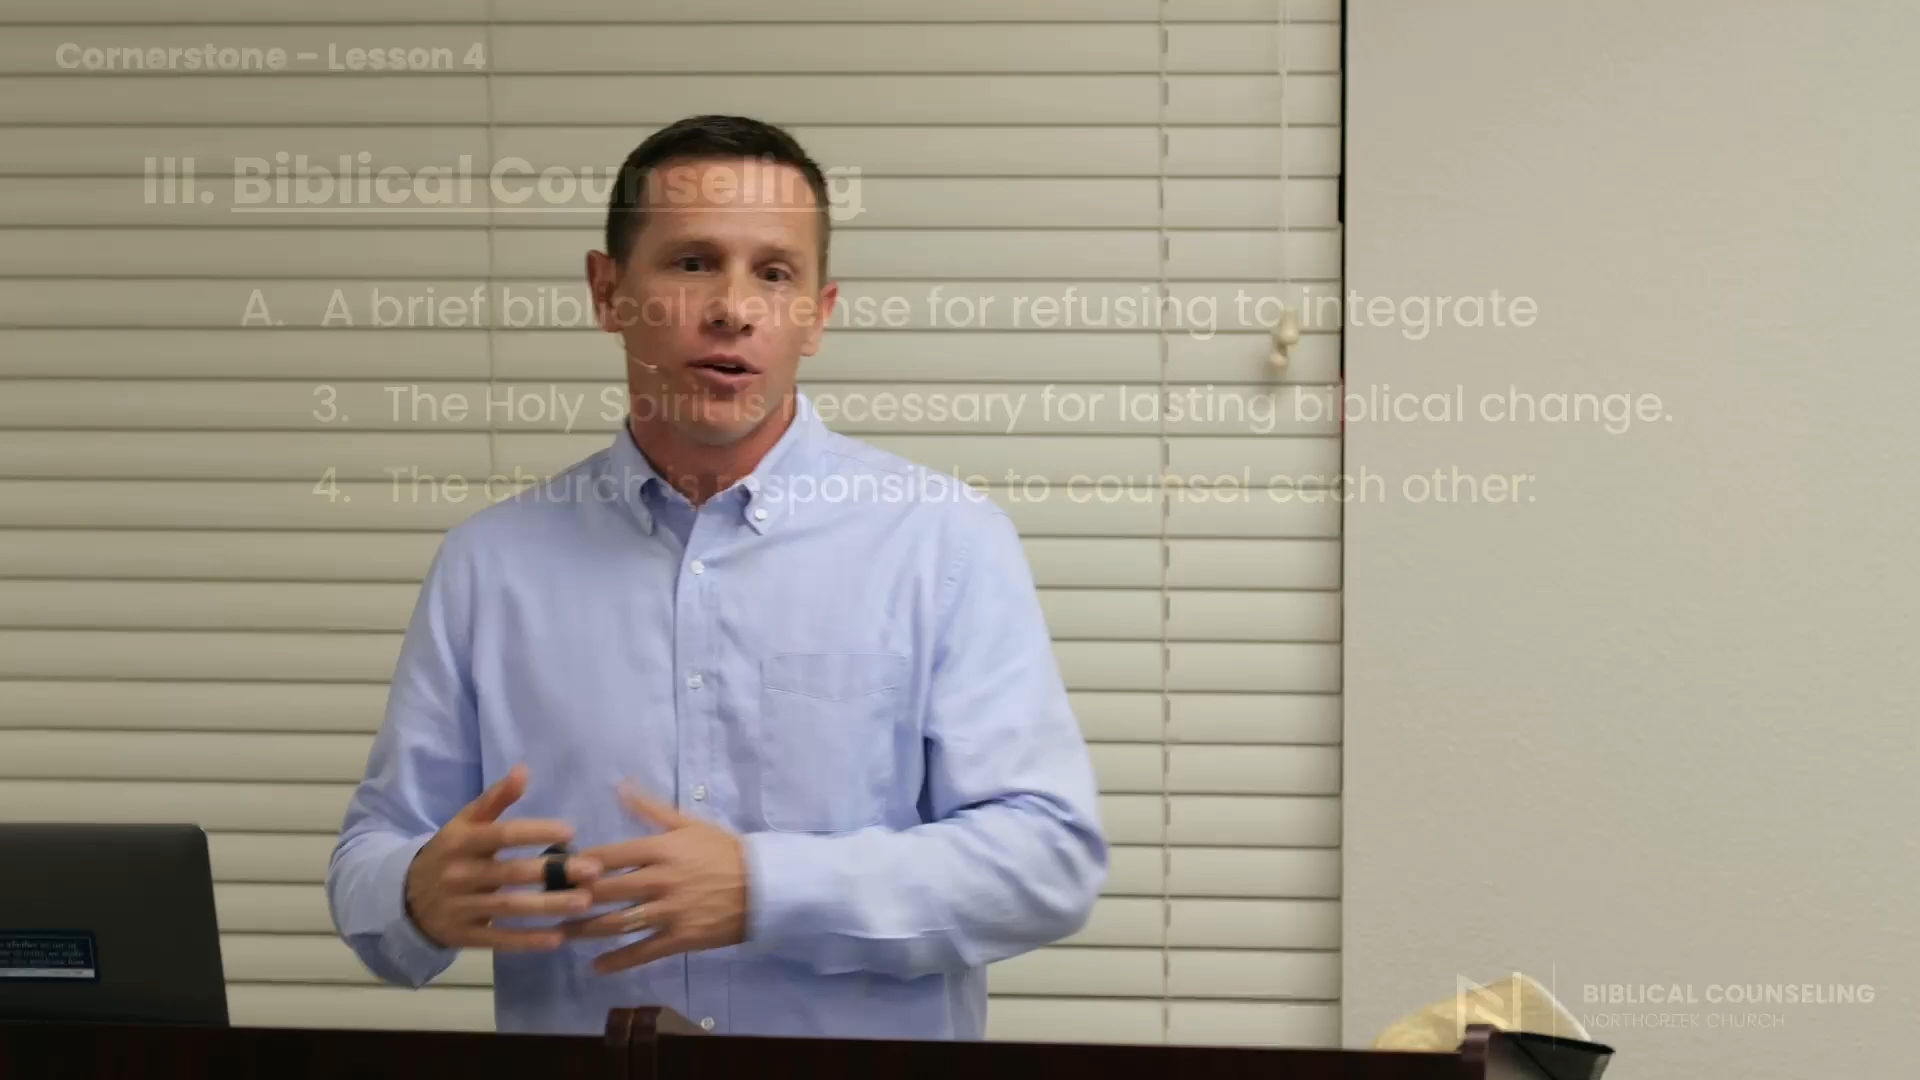 Cornerstone – Lesson 4
III. Biblical Counseling
A. A brief biblical defense for refusing to integrate
3. The Holy Spirit is necessary for lasting biblical change.
4. The church is responsible to counsel each other:
BIBLICAL COUNSELING
NORTHCREEK CHURCH